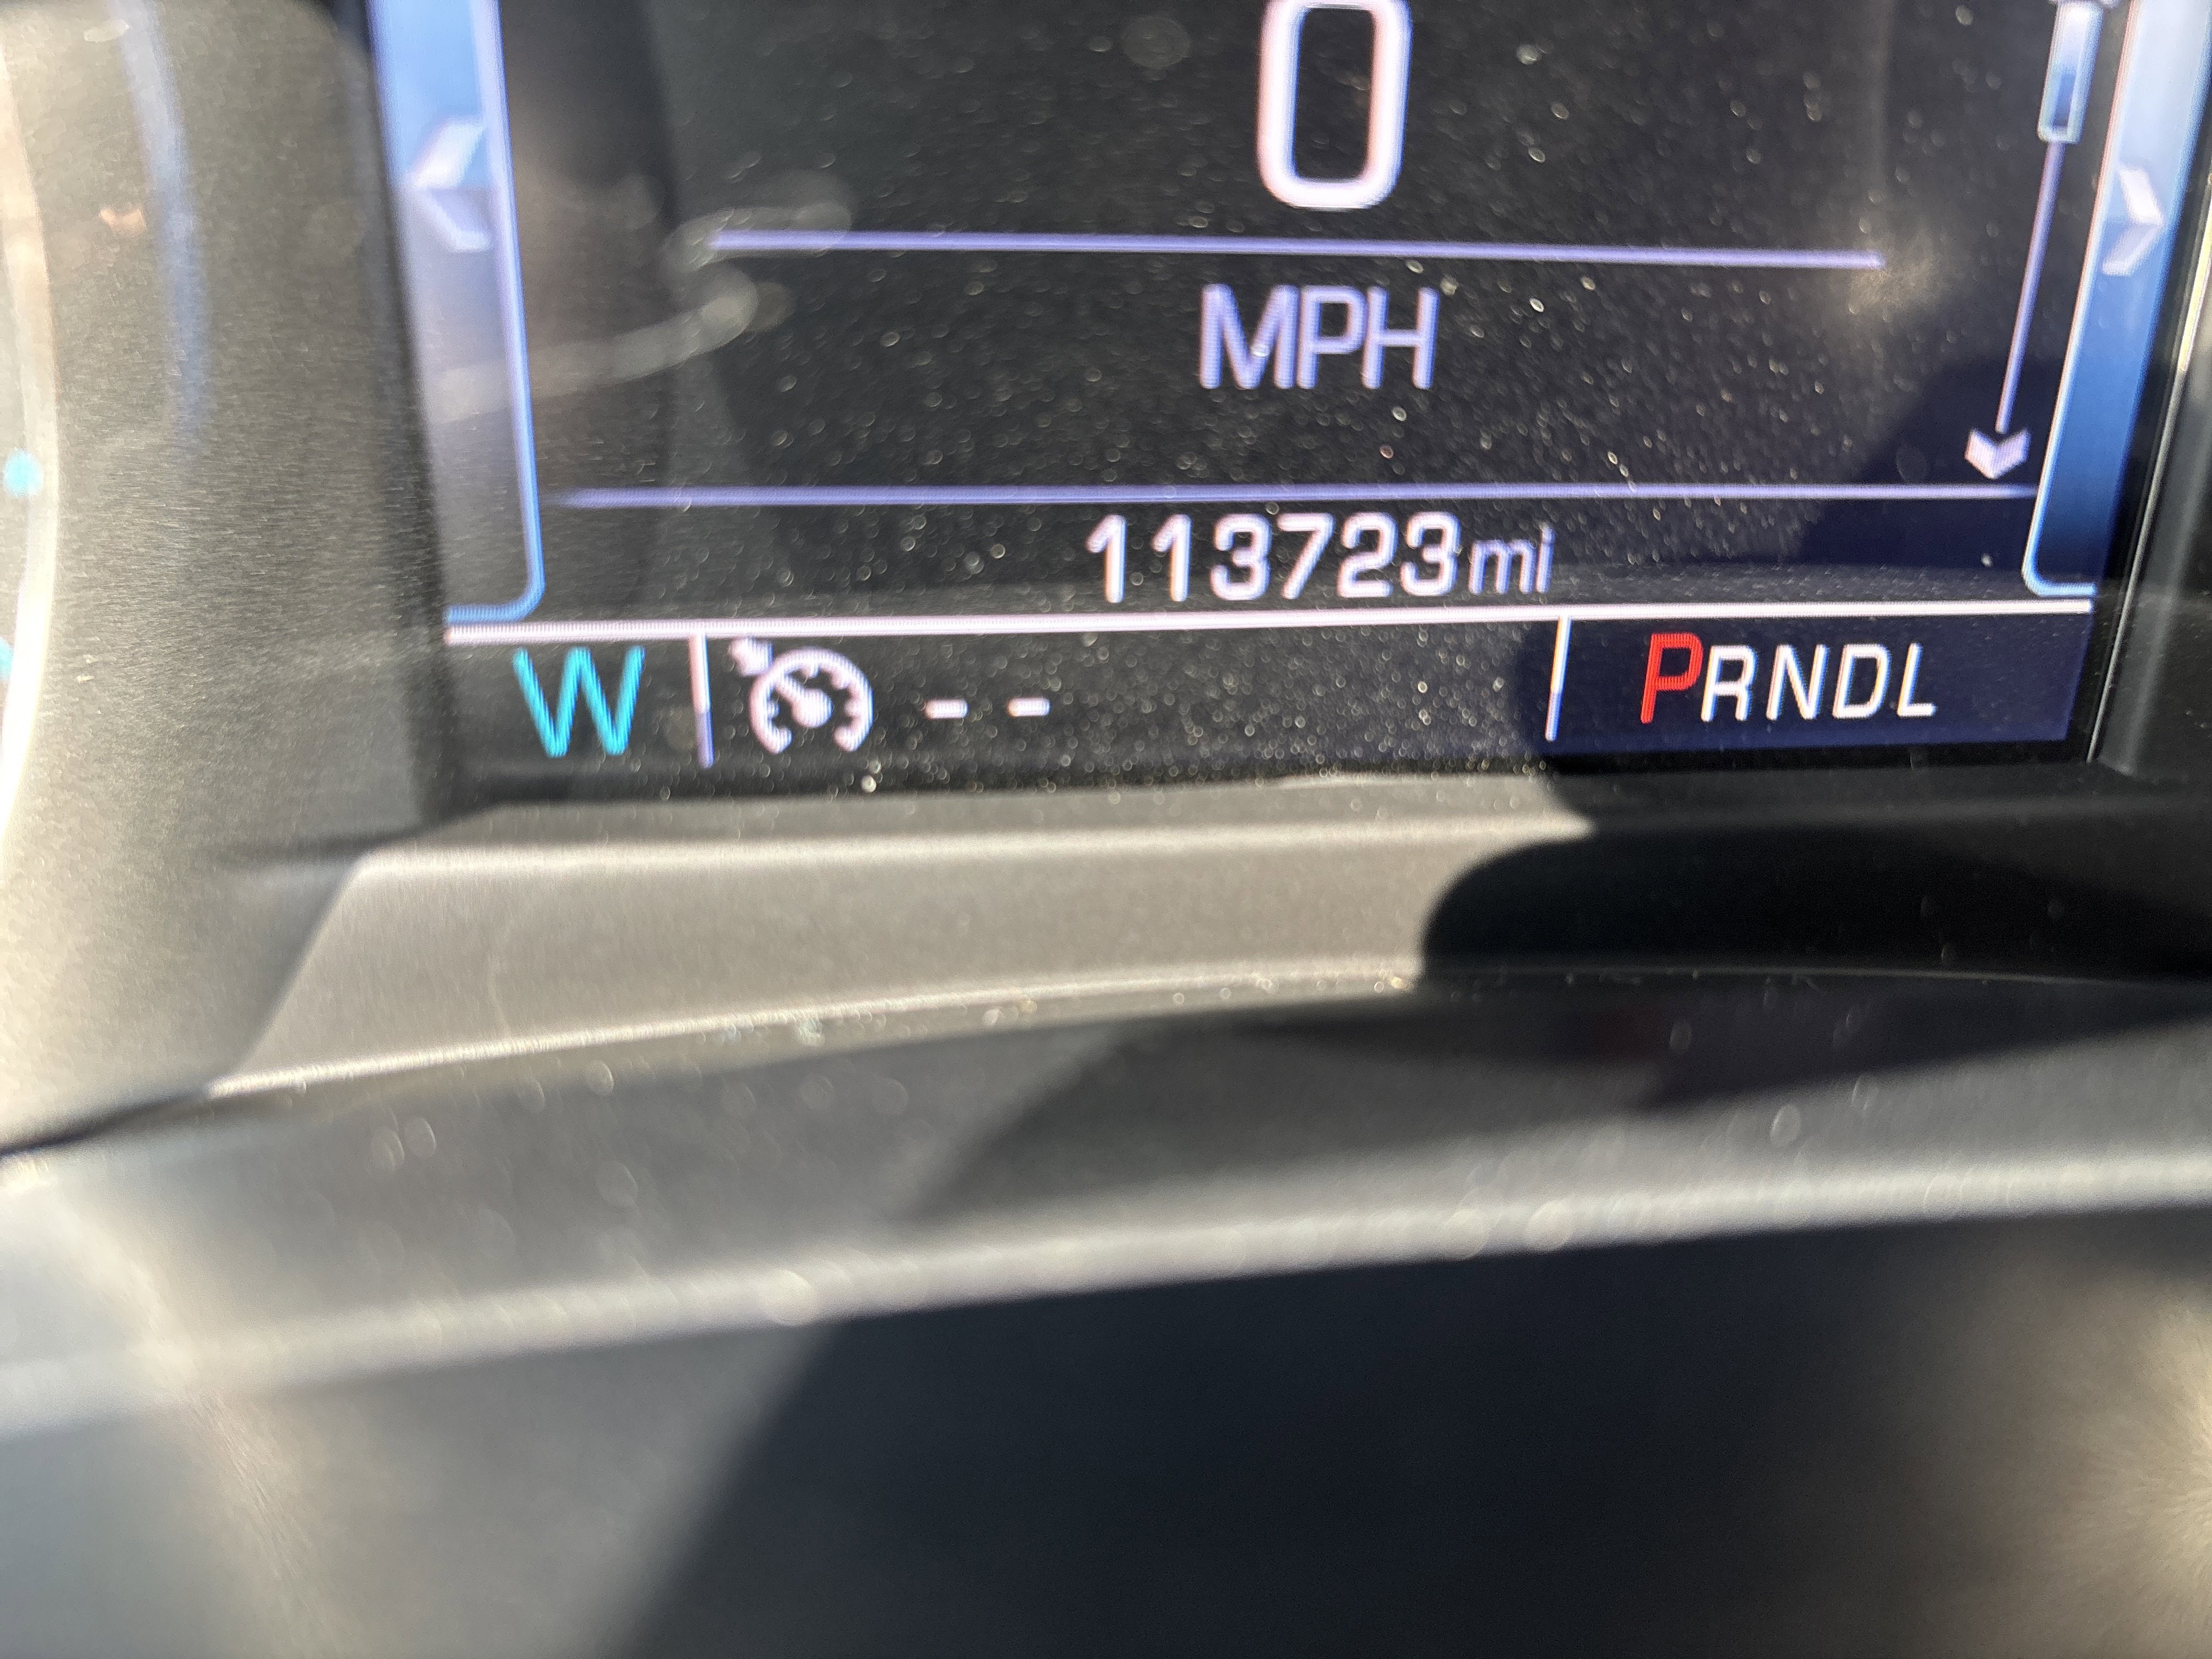 0
MPH
113723mi
W -- PRNDL